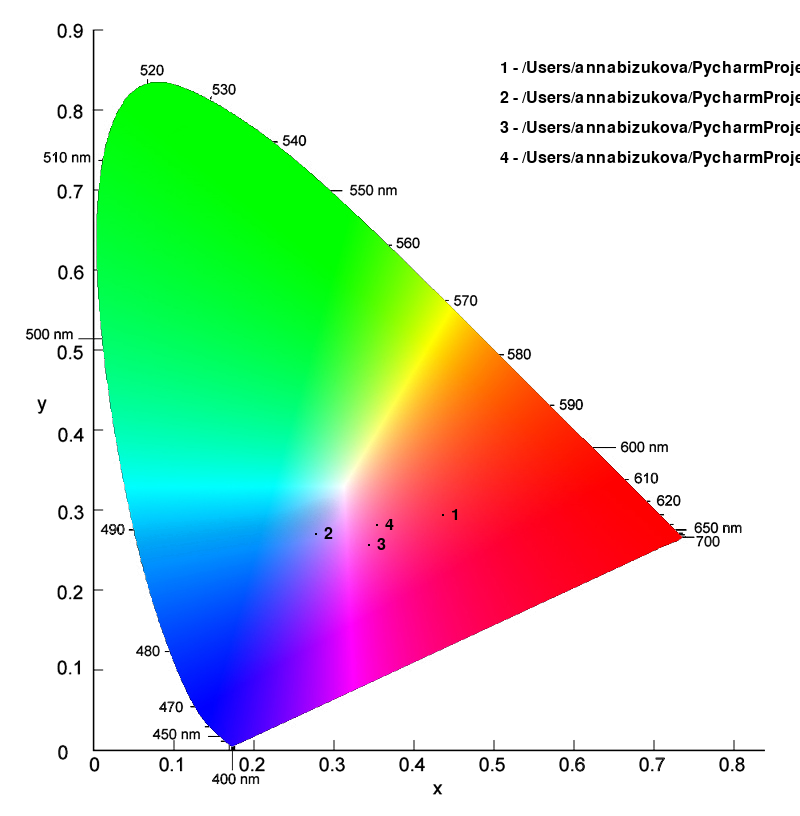 0.9
520
1 - /Users/annabizukova/PycharmProje
530
2 - /Users/annabizukova/PycharmProje
0.8
3 - /Users/annabizukova/PycharmProje
540
510 nm
4 - /Users/annabizukova/PycharmProje
0.7
550 nm
560
0.6
570
500 nm
0.5
580
y
590
0.4
600 nm
610
620
0.3
1
490
4
650 nm
2
3
700
0.2
480
0.1
470
450 nm
0
0 0.1 0.2 0.3 0.4 0.5 0.6 0.7 0.8
400 nm
x